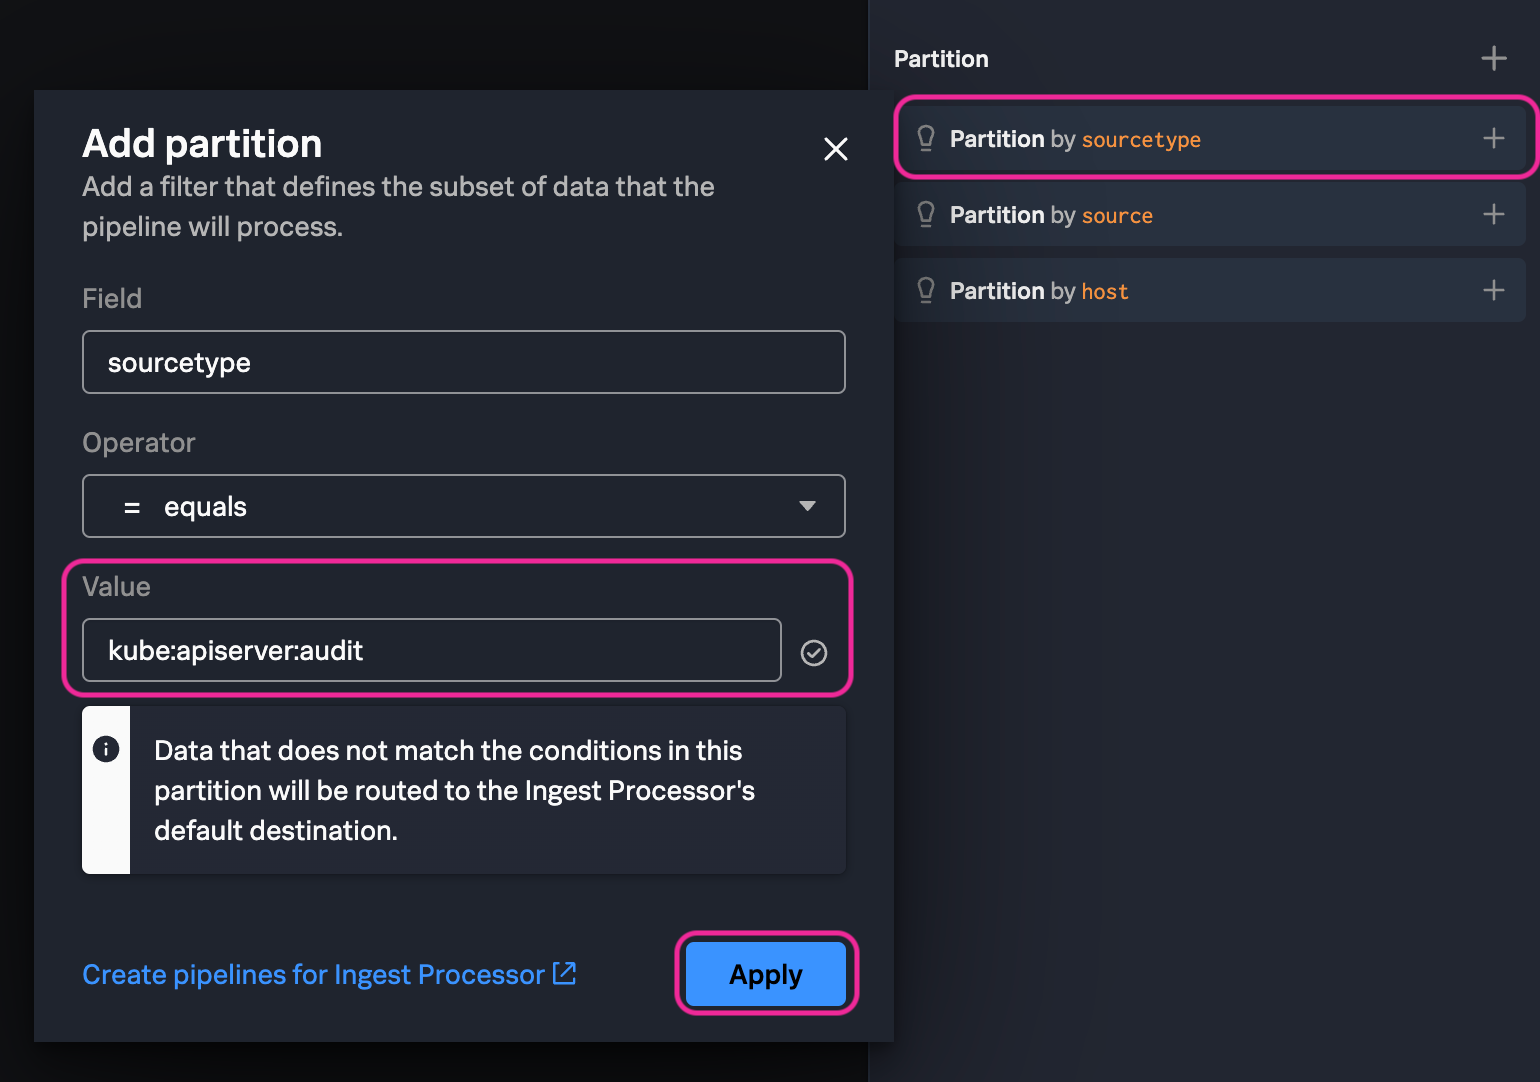 Partition
Partition by sourcetype
Partition by source
Partition by host
Add partition
Add a filter that defines the subset of data that the
pipeline will process.
Field
sourcetype
Operator
= equals
Value
kube:apiserver:audit
Data that does not match the conditions in this
partition will be routed to the Ingest Processor's
default destination.
Create pipelines for Ingest Processor
Apply